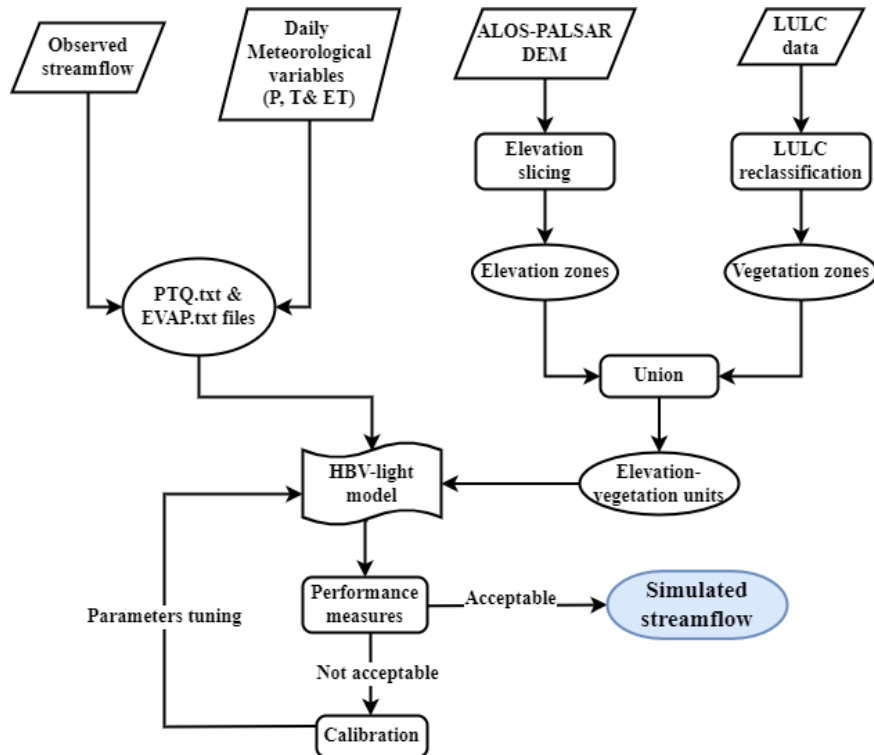 Observed
streamflow
Daily
Meteorological
variables
(P, T& ET)
ALOS-PALSAR
DEM
LULC
data
Elevation
slicing
LULC
reclassification
Elevation zones
Vegetation zones
PTQ.txt &
EVAP.txt files
Union
HBV-light
model
Elevation-
vegetation units
Performance
measures
Acceptable
Simulated
streamflow
Parameters tuning
Not acceptable
Calibration